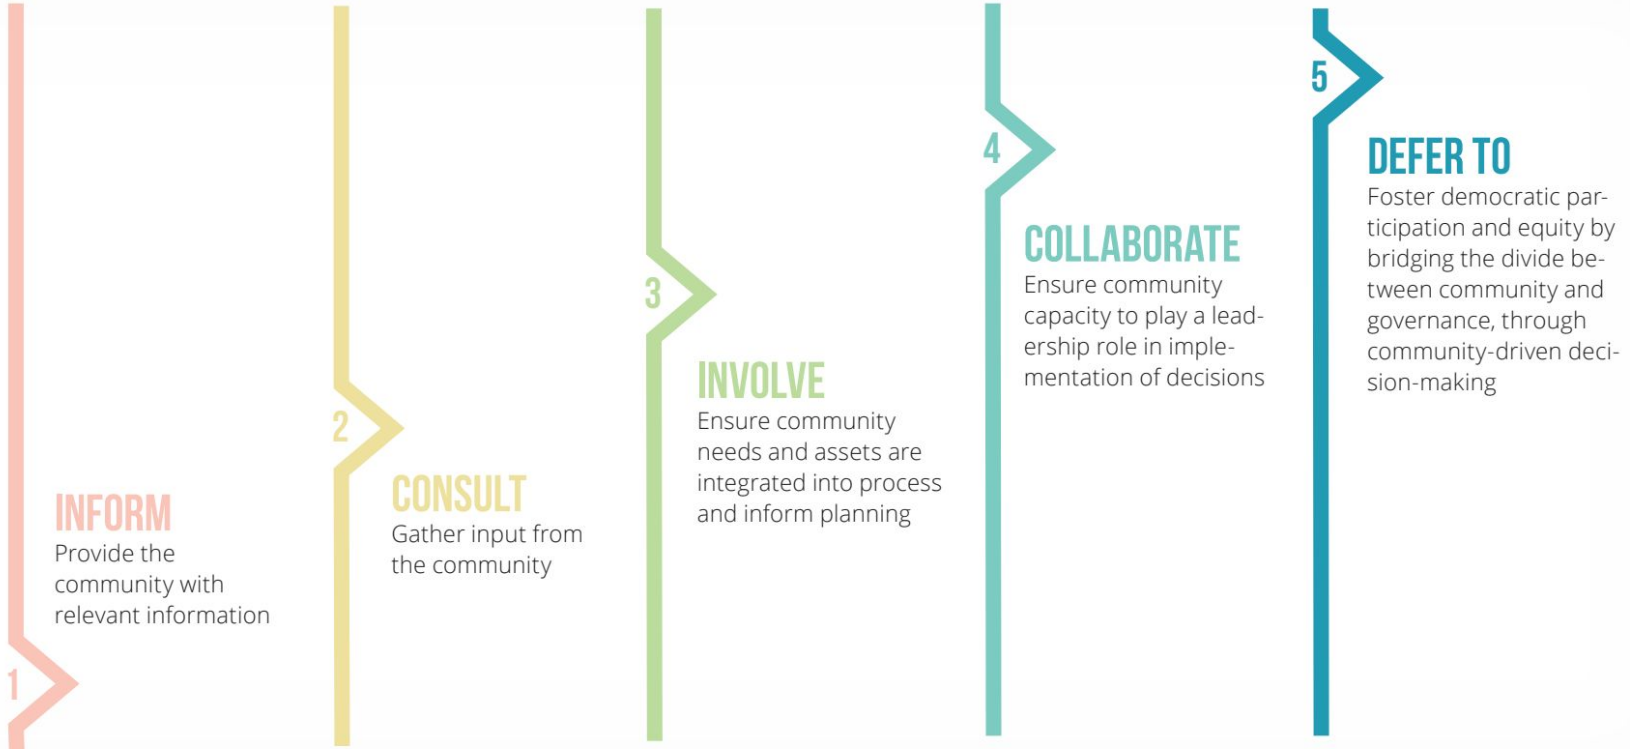 1
INFORM
Provide the
community with
relevant information
2
CONSULT
Gather input from
the community
3
INVOLVE
Ensure community
needs and assets are
integrated into process
and inform planning
4
COLLABORATE
Ensure community
capacity to play a lead-
ership role in imple-
mentation of decisions
5
DEFER TO
Foster democratic par-
ticipation and equity by
bridging the divide be-
tween community and
governance, through
community-driven deci-
sion-making